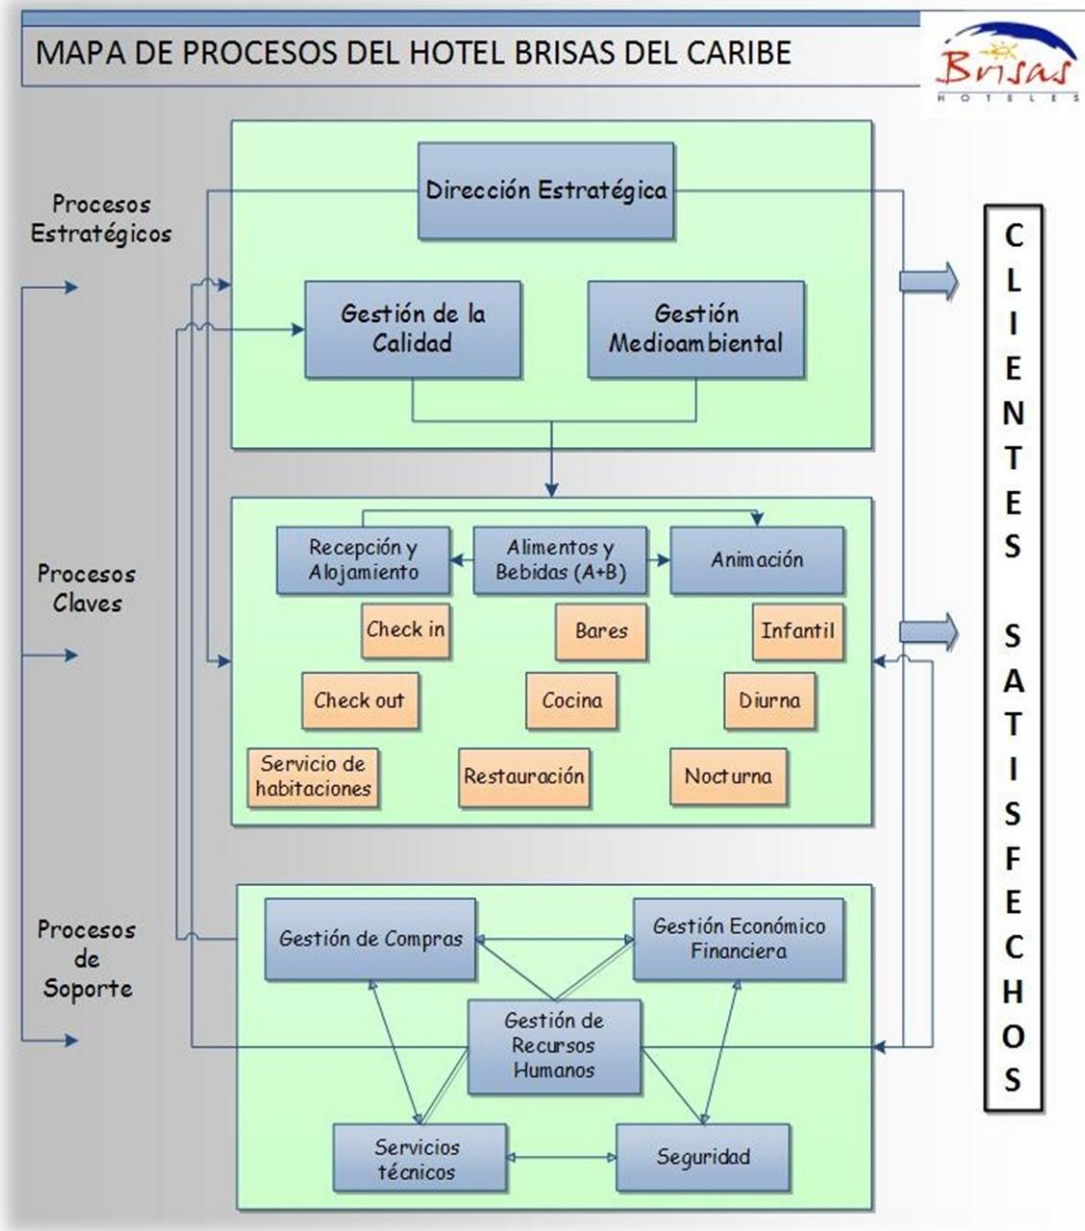 MAPA DE PROCESOS DEL HOTEL BRISAS DEL CARIBE
Brisas
HOTELES
Procesos
Estratégicos
Dirección Estratégica
Gestión de la
Calidad
Gestión
Medioambiental
Procesos
Claves
Recepción y
Alojamiento
Alimentos y
Bebidas (A+B)
Animación
Check in
Bares
Infantil
Check out
Cocina
Diurna
Servicio de
habitaciones
Restauración
Nocturna
Procesos
de
Soporte
Gestión de Compras
Gestión Económico
Financiera
Gestión de
Recursos
Humanos
Servicios
técnicos
Seguridad
CLIENTES SATISFECHOS